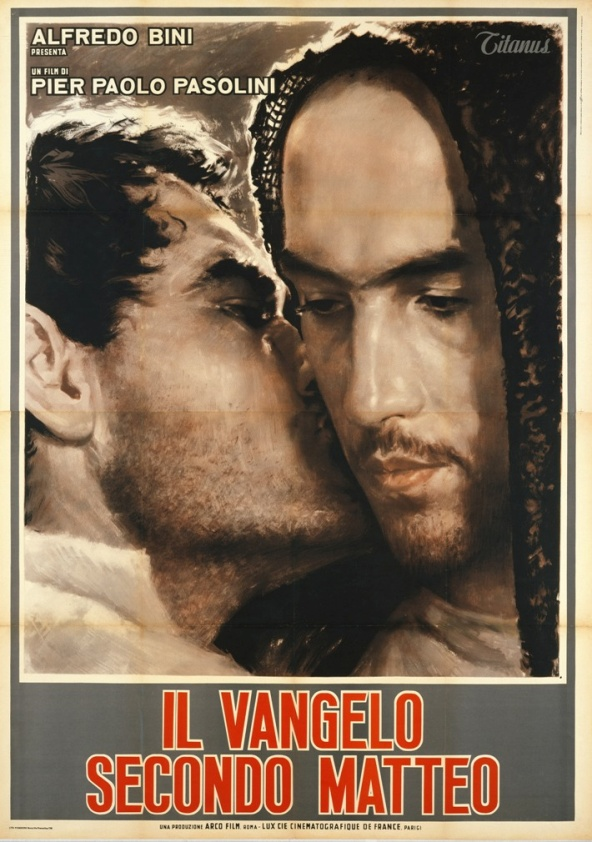 ALFREDO BINI
PRESENTA
Titanus
UN FILM DI
PIER PAOLO PASOLINI
IL VANGELO
SECONDO MATTEO
UNA PRODUZIONE ARCO FILM, ROMA - LUX CIE CINEMATOGRAFIQUE DE FRANCE, PARIGI